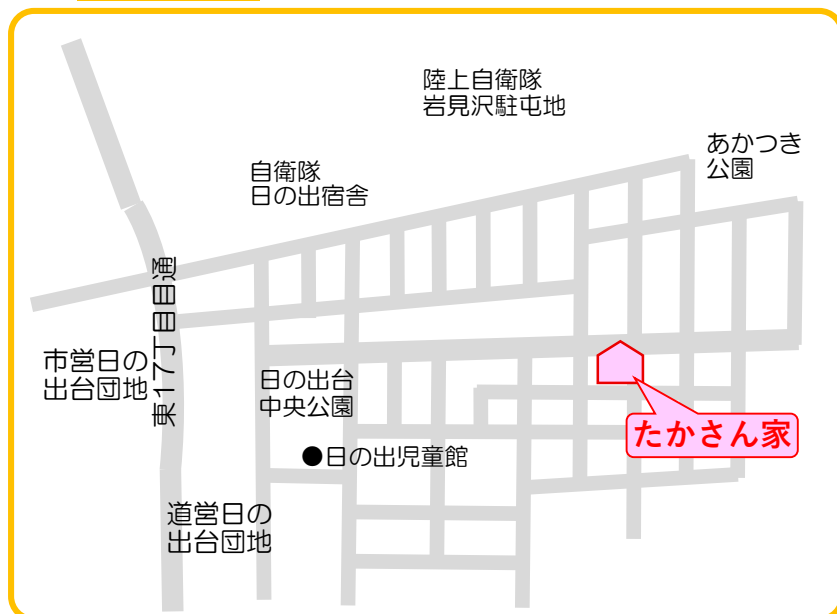 陸上自衛隊
岩見沢駐屯地
あかつき
公園
自衛隊
日の出宿舎
東17丁目目通
市営日の
出台団地
日の出台
中央公園
たかさん家
●日の出児童館
道営日の
出台団地